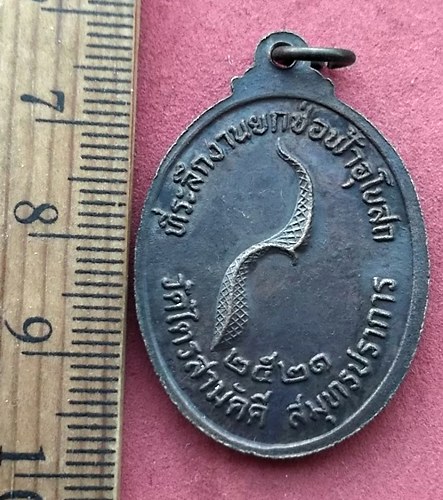 ที่ระลึกงานยกช่อฟ้าอุโบสถ
๒๕๒๑
วัดไตรสามัคคี สมุทรปราการ
7
8
9
10